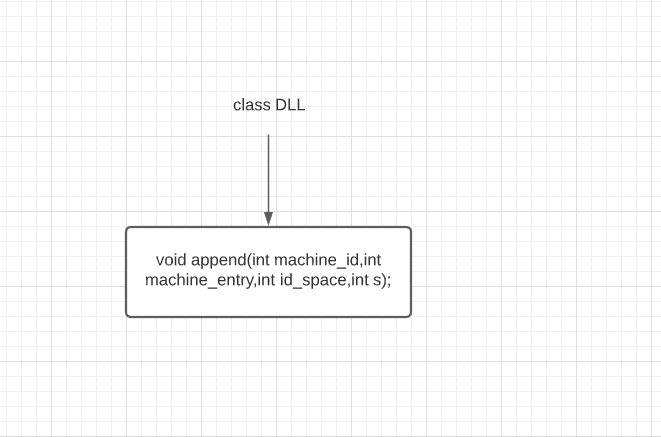 class DLL
void append(int machine_id,int
machine_entry,int id_space,int s);